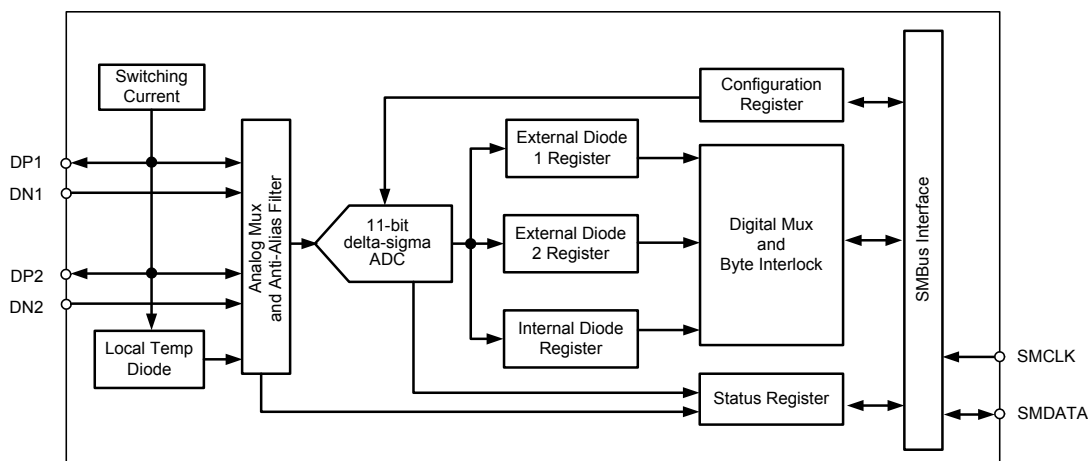 Switching
Current
DP1
DN1
DP2
DN2
Local Temp
Diode
Analog Mux
and Anti-Alias Filter
11-bit
delta-sigma
ADC
External Diode
1 Register
External Diode
2 Register
Internal Diode
Register
Configuration
Register
Digital Mux
and
Byte Interlock
Status Register
SMBus Interface
SMCLK
SMDATA